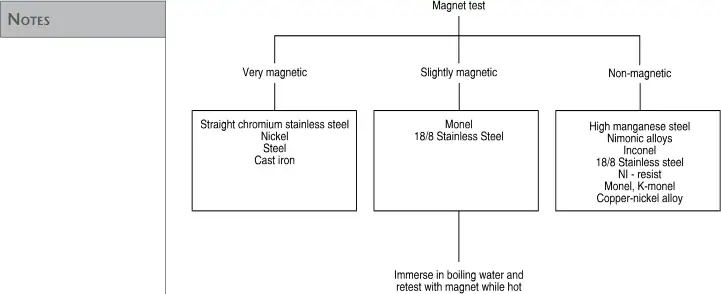 NOTES
Magnet test
Very magnetic
Slightly magnetic
Non-magnetic
Straight chromium stainless steel
Nickel
Steel
Cast iron
Monel
18/8 Stainless Steel
High manganese steel
Nimonic alloys
Inconel
18/8 Stainless steel
NI - resist
Monel, K-monel
Copper-nickel alloy
Immerse in boiling water and
retest with magnet while hot